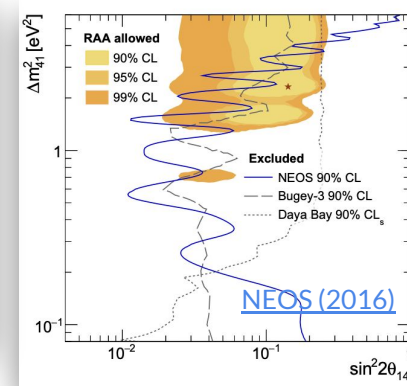 Δm²₄₁ [eV²]
RAA allowed
90% CL
95% CL
99% CL
1
Excluded
NEOS 90% CL
Bugey-3 90% CL
Daya Bay 90% CLₛ
NEOS (2016)
10⁻¹
10⁻² 10⁻¹
sin²2θ₁₄